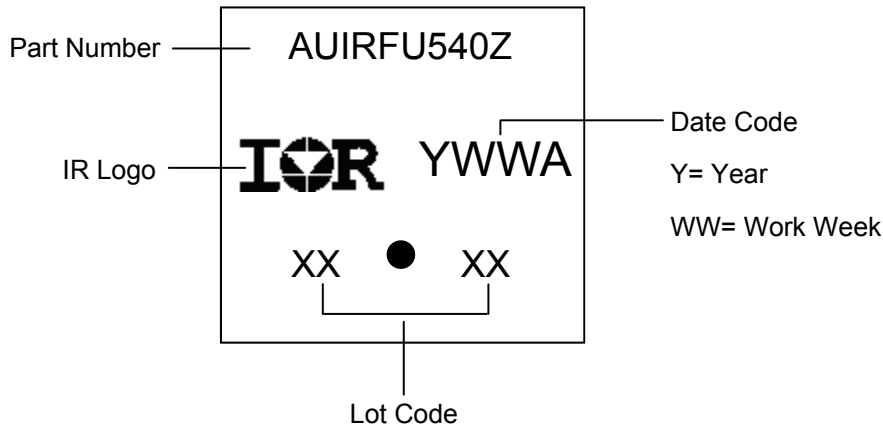 Part Number
AUIRFU540Z
IR Logo
IOR
YWWA
Date Code
Y= Year
WW= Work Week
XX
XX
Lot Code